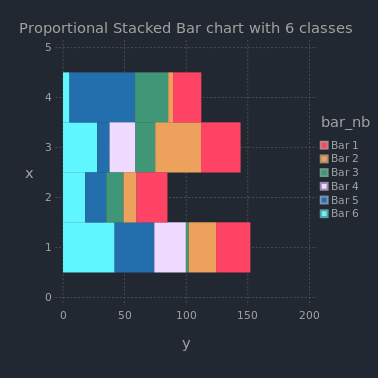 Proportional Stacked Bar chart with 6 classes
5
4
3
2
1
0
x
0 50 100 150 200
y
bar_nb
Bar 1
Bar 2
Bar 3
Bar 4
Bar 5
Bar 6